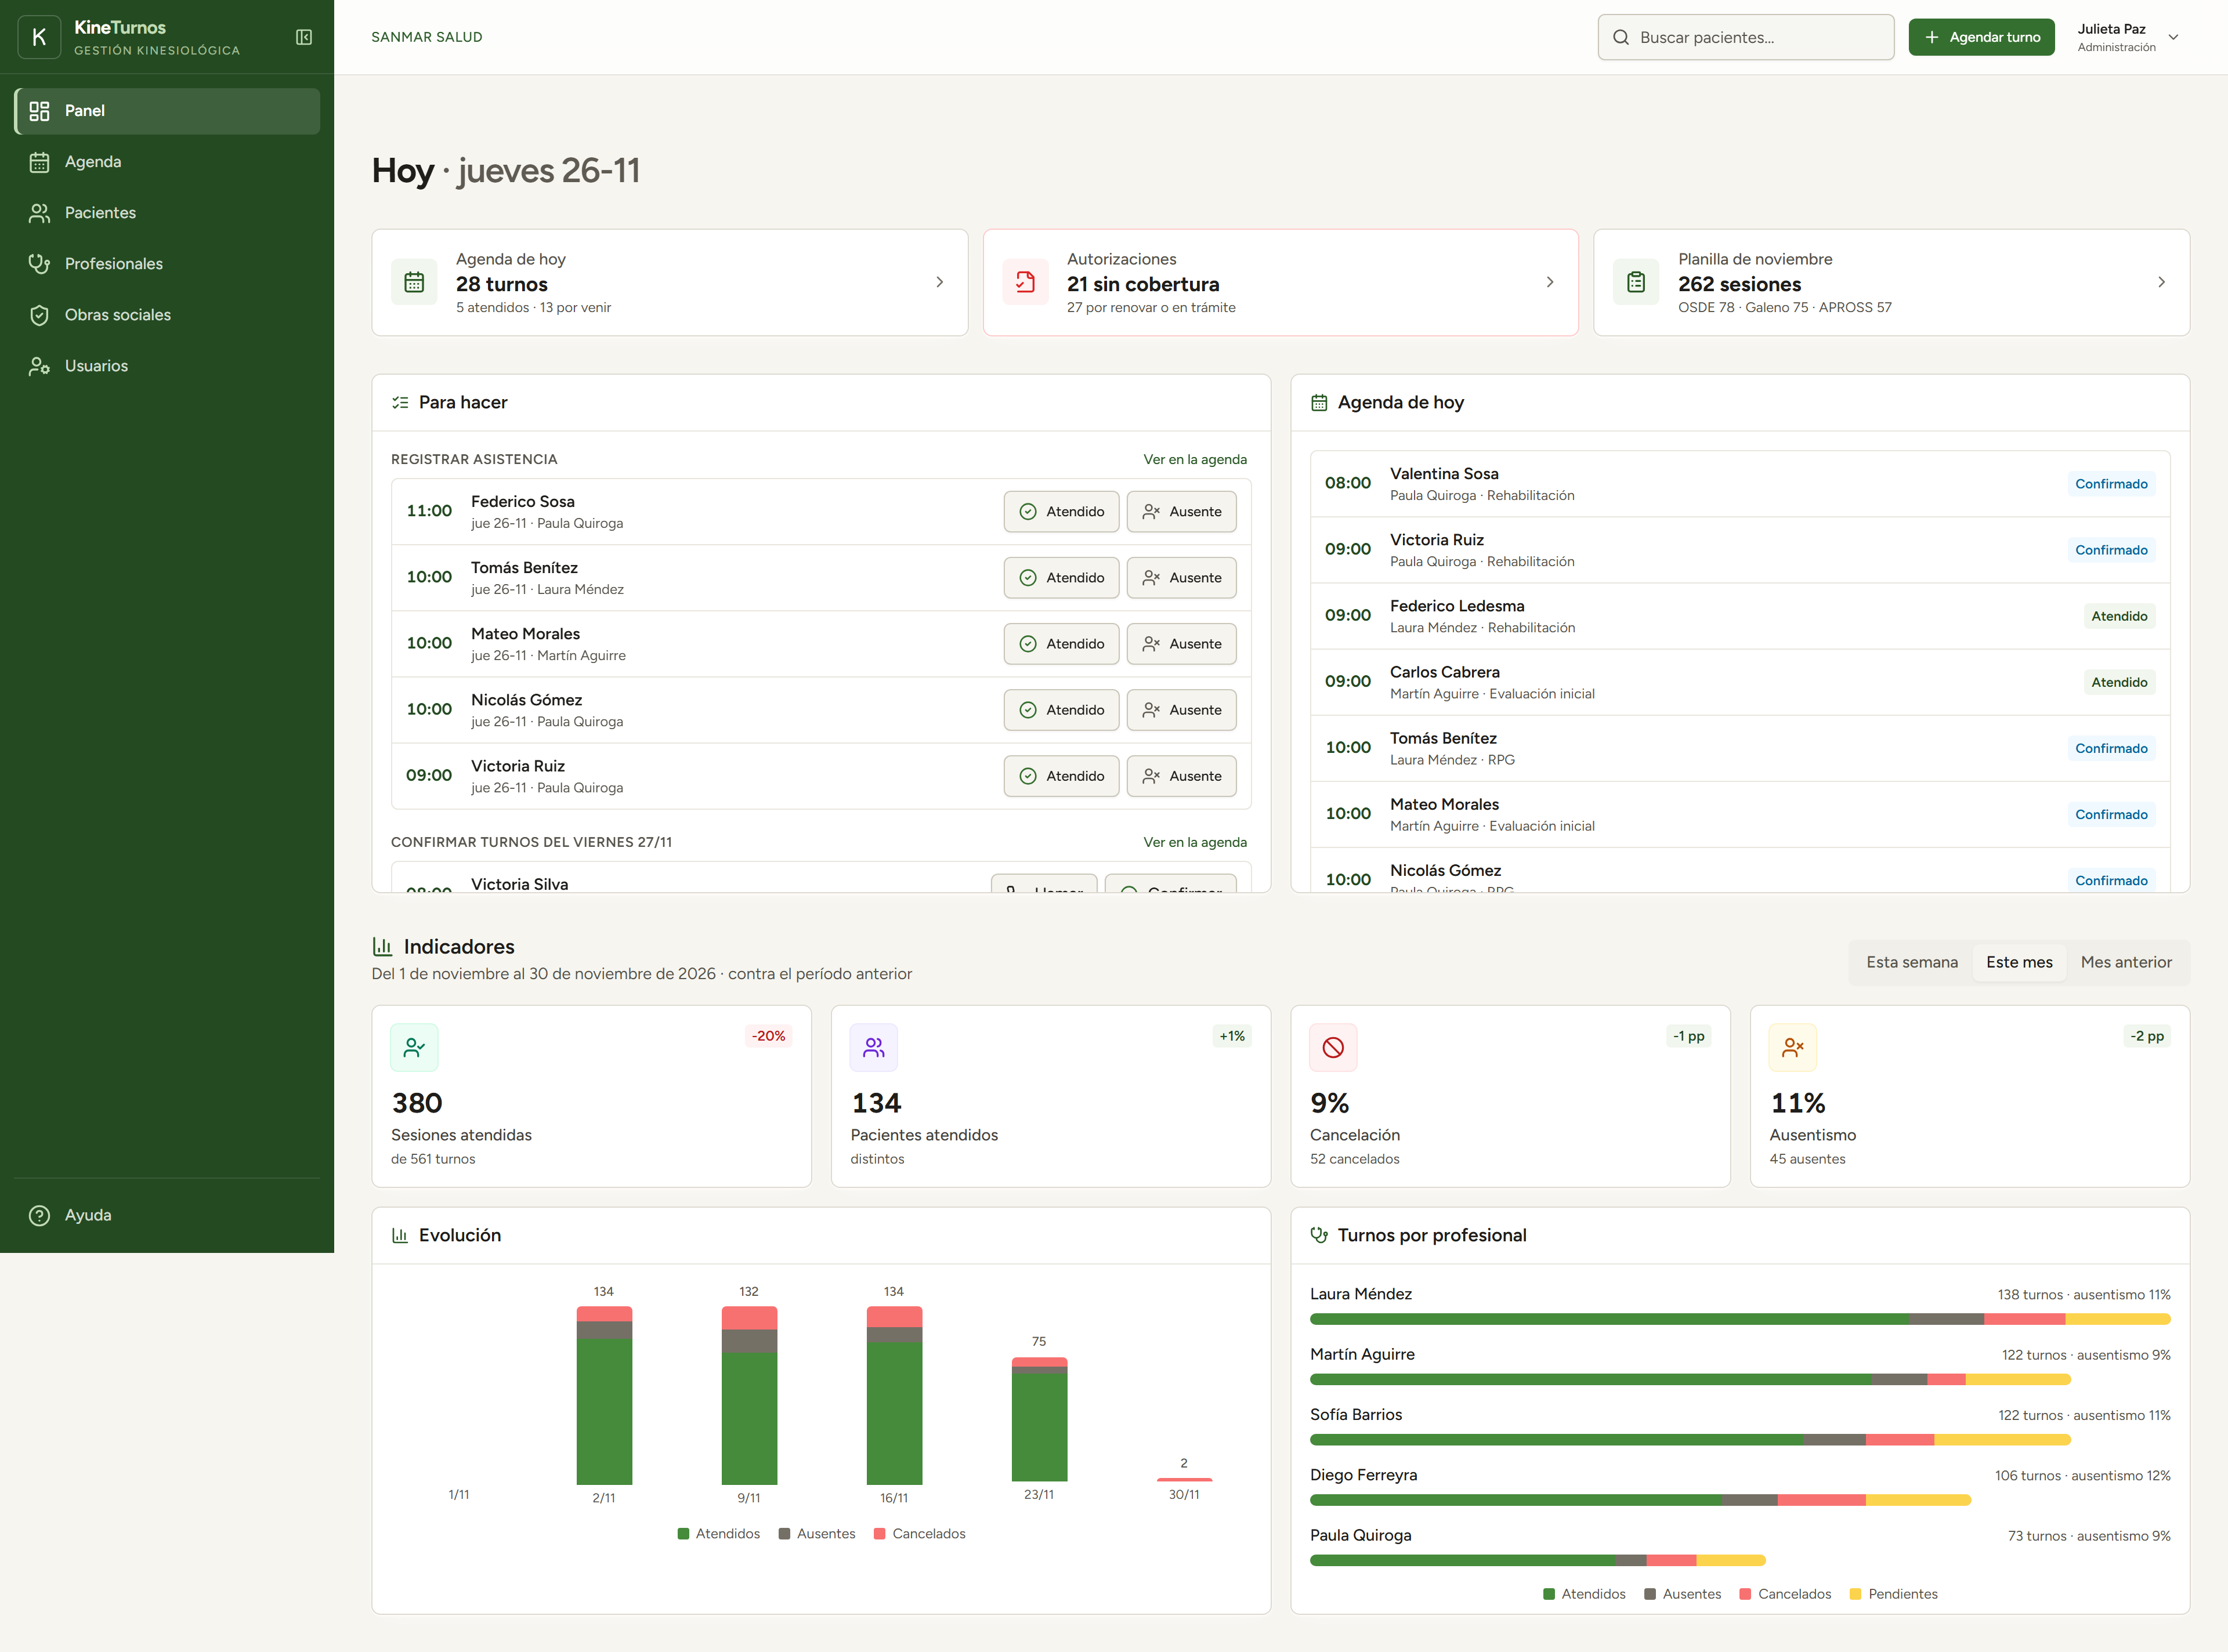 K
KineTurnos
GESTIÓN KINESIOLÓGICA
Panel
Agenda
Pacientes
Profesionales
Obras sociales
Usuarios
Ayuda
SANMAR SALUD
Buscar pacientes...
Agendar turno
Julieta Paz
Administración
Hoy · jueves 26-11
Agenda de hoy
28 turnos
5 atendidos · 13 por venir
Autorizaciones
21 sin cobertura
27 por renovar o en trámite
Planilla de noviembre
262 sesiones
OSDE 78 · Galeno 75 · APROSS 57
Para hacer
REGISTRAR ASISTENCIA
Ver en la agenda
11:00
Federico Sosa
jue 26-11 · Paula Quiroga
Atendido
Ausente
10:00
Tomás Benítez
jue 26-11 · Laura Méndez
Atendido
Ausente
10:00
Mateo Morales
jue 26-11 · Martín Aguirre
Atendido
Ausente
10:00
Nicolás Gómez
jue 26-11 · Paula Quiroga
Atendido
Ausente
09:00
Victoria Ruiz
jue 26-11 · Paula Quiroga
Atendido
Ausente
CONFIRMAR TURNOS DEL VIERNES 27/11
Ver en la agenda
08:00
Victoria Silva
Llamar
Confirmar
Agenda de hoy
08:00
Valentina Sosa
Paula Quiroga · Rehabilitación
Confirmado
09:00
Victoria Ruiz
Paula Quiroga · Rehabilitación
Confirmado
09:00
Federico Ledesma
Laura Méndez · Rehabilitación
Atendido
09:00
Carlos Cabrera
Martín Aguirre · Evaluación inicial
Atendido
10:00
Tomás Benítez
Laura Méndez · RPG
Confirmado
10:00
Mateo Morales
Martín Aguirre · Evaluación inicial
Confirmado
10:00
Nicolás Gómez
Paula Quiroga · RPG
Confirmado
Indicadores
Del 1 de noviembre al 30 de noviembre de 2026 · contra el período anterior
Esta semana
Este mes
Mes anterior
-20%
380
Sesiones atendidas
de 561 turnos
+1%
134
Pacientes atendidos
distintos
-1 pp
9%
Cancelación
52 cancelados
-2 pp
11%
Ausentismo
45 ausentes
Evolución
134
132
134
75
2
1/11
2/11
9/11
16/11
23/11
30/11
Atendidos
Ausentes
Cancelados
Turnos por profesional
Laura Méndez
138 turnos · ausentismo 11%
Martín Aguirre
122 turnos · ausentismo 9%
Sofía Barrios
122 turnos · ausentismo 11%
Diego Ferreyra
106 turnos · ausentismo 12%
Paula Quiroga
73 turnos · ausentismo 9%
Atendidos
Ausentes
Cancelados
Pendientes